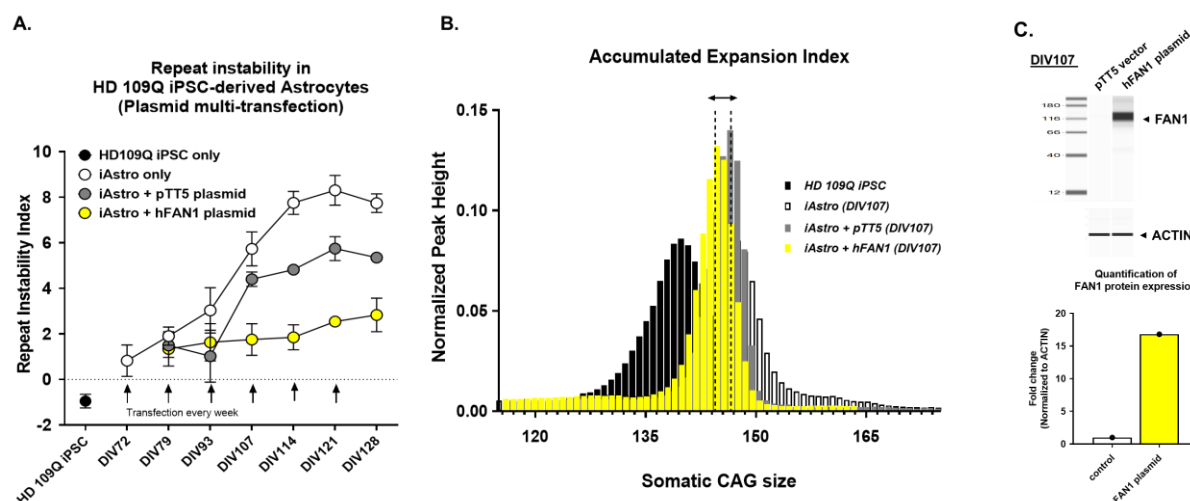 A.
Repeat instability in
HD 109Q iPSC-derived Astrocytes
(Plasmid multi-transfection)
Repeat Instability Index
10
8
6
4
2
0
-2
HD109Q iPSC only
iAstro only
iAstro + pTT5 plasmid
iAstro + hFAN1 plasmid
Transfection every week
HD 109Q iPSC
DIV72
DIV79
DIV93
DIV107
DIV114
DIV121
DIV128
B.
Accumulated Expansion Index
Normalized Peak Height
0.15
0.10
0.05
0.00
HD 109Q iPSC
iAstro (DIV107)
iAstro + pTT5 (DIV107)
iAstro + hFAN1 (DIV107)
120
135
150
165
Somatic CAG size
C.
DIV107
pTT5 vector
hFAN1 plasmid
180
116
66
40
12
FAN1
ACTIN
Quantification of
FAN1 protein expression
Fold change
(Normalized to ACTIN)
20
15
10
5
0
control
FAN1 plasmid